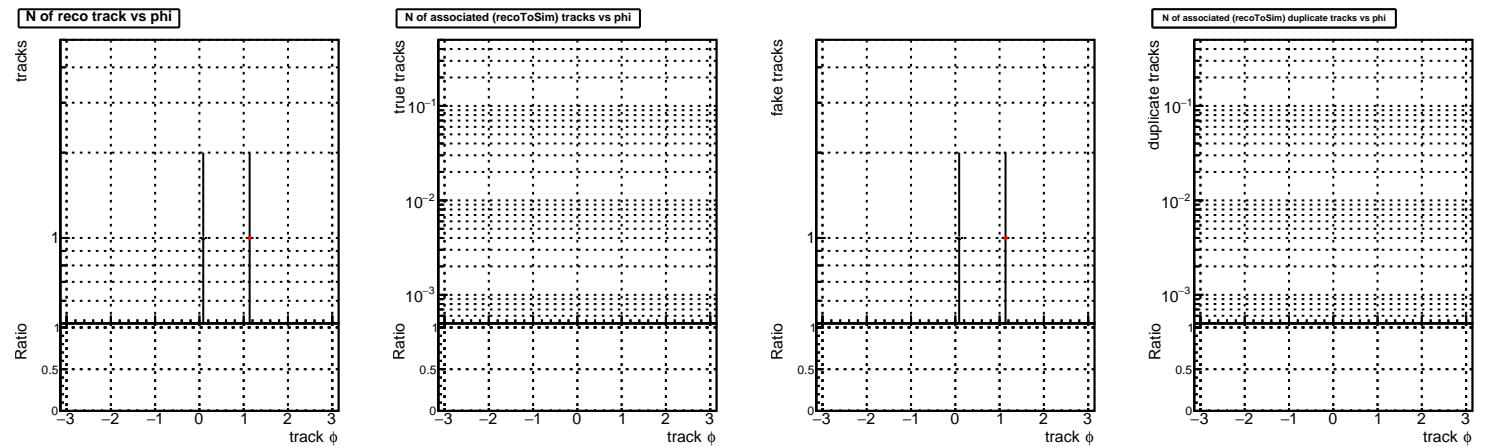 N of reco track vs phi
tracks
1
Ratio
1
0.5
0
−3 −2 −1 0 1 2 3
track ϕ
N of associated (recoToSim) tracks vs phi
true tracks
10−1
10−2
10−3
Ratio
1
0.5
0
−3 −2 −1 0 1 2 3
track ϕ
fake tracks
1
Ratio
1
0.5
0
−3 −2 −1 0 1 2 3
track ϕ
N of associated (recoToSim) duplicate tracks vs phi
duplicate tracks
10−1
10−2
10−3
Ratio
1
0.5
0
−3 −2 −1 0 1 2 3
track ϕ